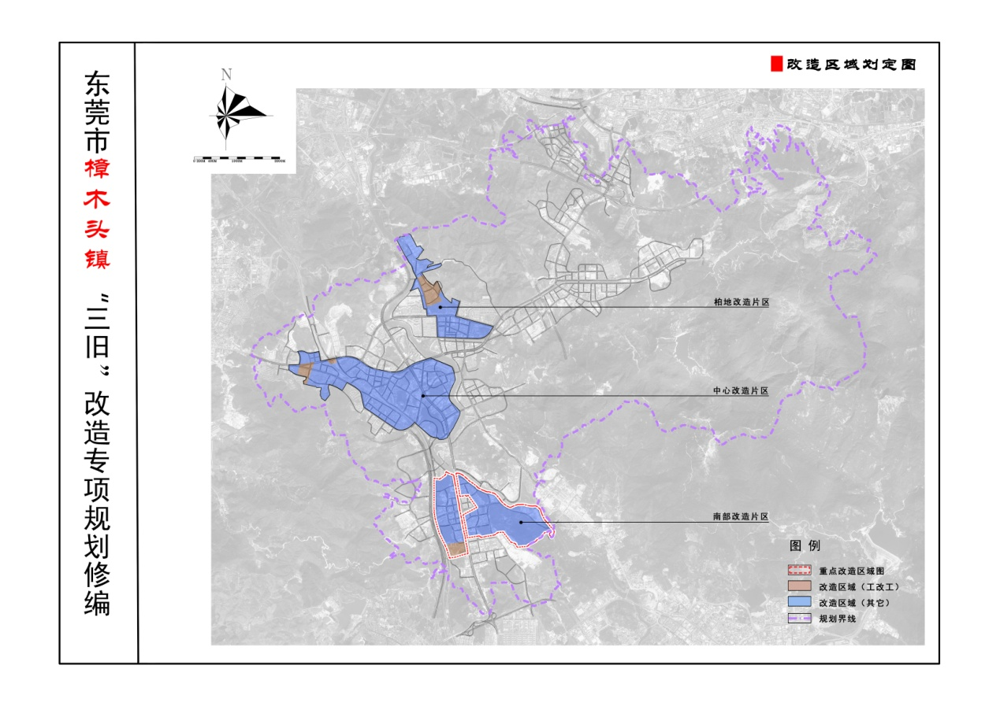 东莞市樟木头镇“三旧”改造专项规划修编
改造区域划定图
N
柏地改造片区
中心改造片区
南部改造片区
图例
重点改造区域图
改造区域（工改工）
改造区域（其它）
规划界线